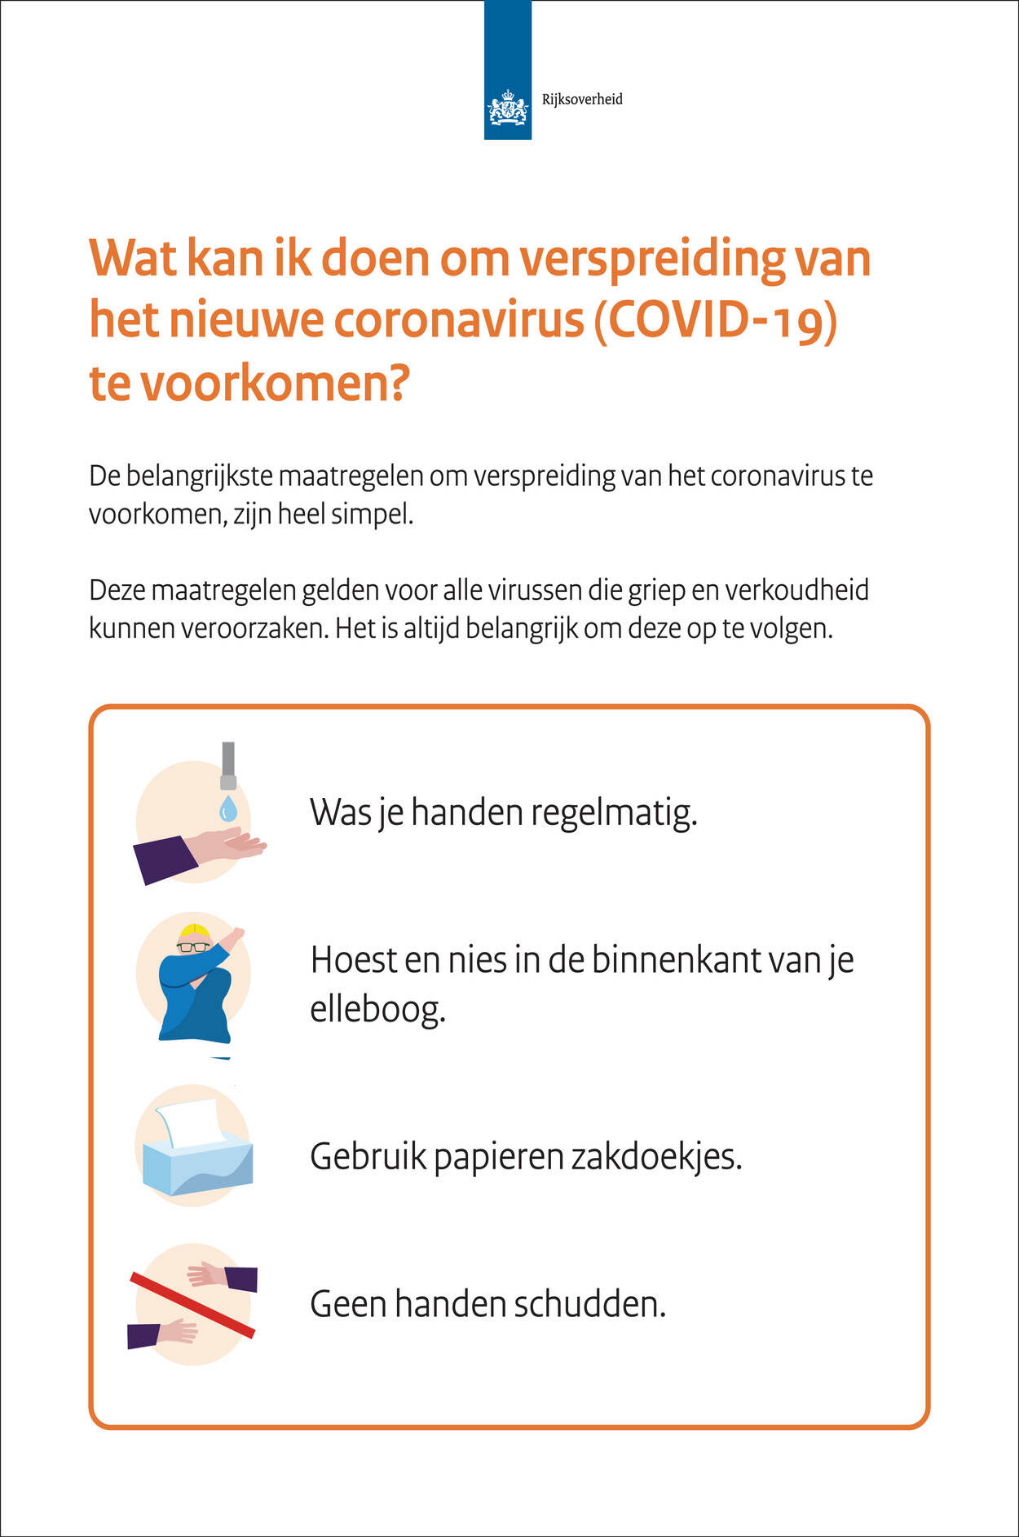 Rijksoverheid
Wat kan ik doen om verspreiding van
het nieuwe coronavirus (COVID-19)
te voorkomen?
De belangrijkste maatregelen om verspreiding van het coronavirus te
voorkomen, zijn heel simpel.
Deze maatregelen gelden voor alle virussen die griep en verkoudheid
kunnen veroorzaken. Het is altijd belangrijk om deze op te volgen.
Was je handen regelmatig.
Hoest en nies in de binnenkant van je
elleboog.
Gebruik papieren zakdoekjes.
Geen handen schudden.